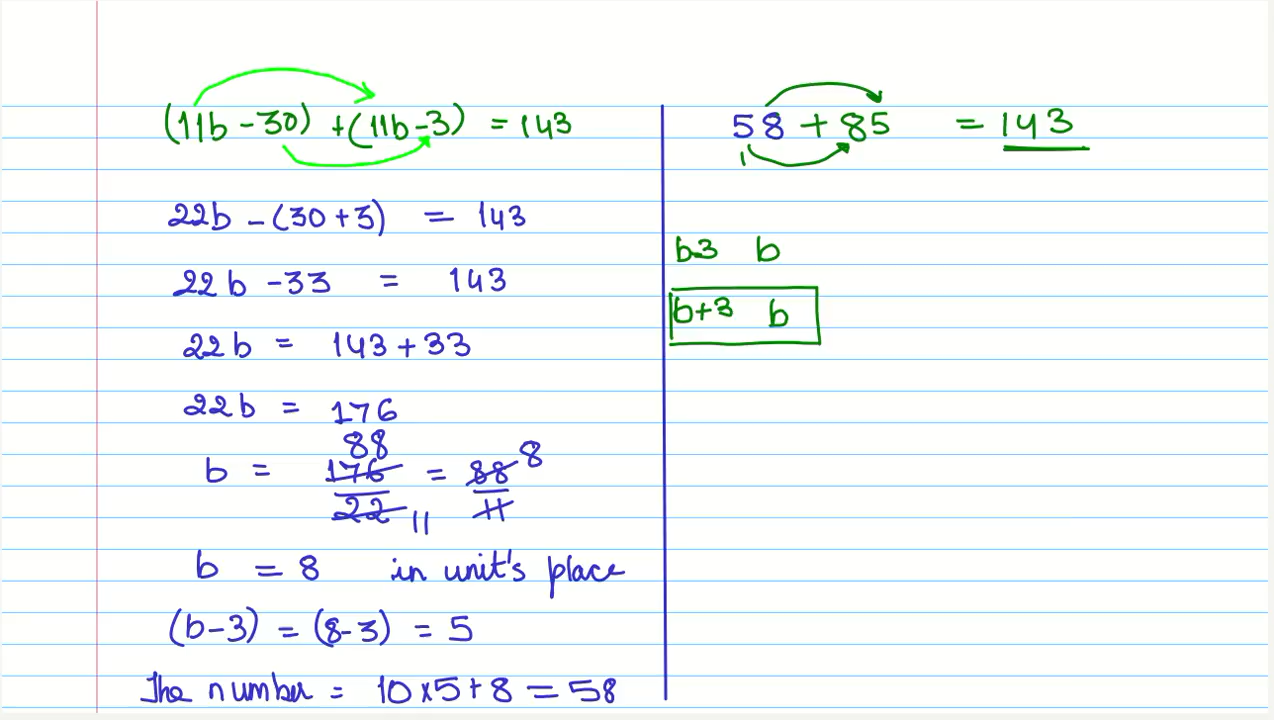 (11b - 30) + (11b - 3) = 143
22b - (30 + 3) = 143
22b - 33 = 143
22b = 143 + 33
22b = 176
88
b = 176/22 11 = 88/11 8
b = 8 in unit's place
(b - 3) = (8 - 3) = 5
The number = 10 × 5 + 8 = 58
58 + 85 = 143
b-3 b
b+3 b